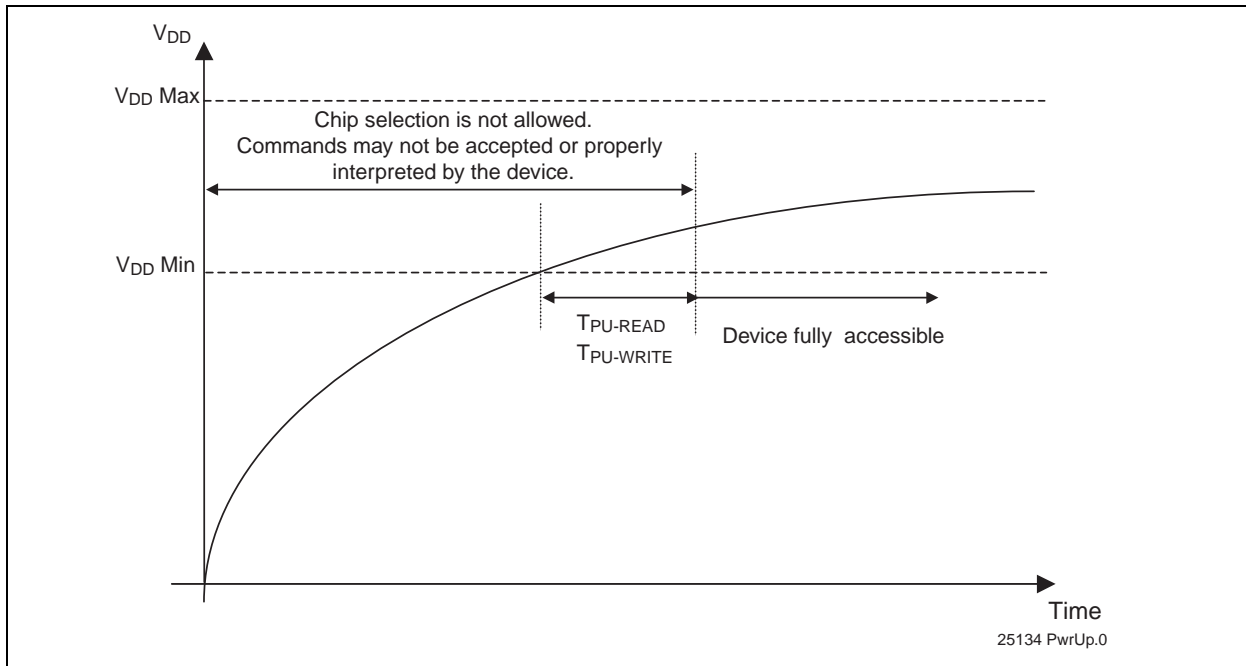 VDD
VDD Max
Chip selection is not allowed.
Commands may not be accepted or properly
interpreted by the device.
VDD Min
TPU-READ
TPU-WRITE
Device fully accessible
Time
25134 PwrUp.0